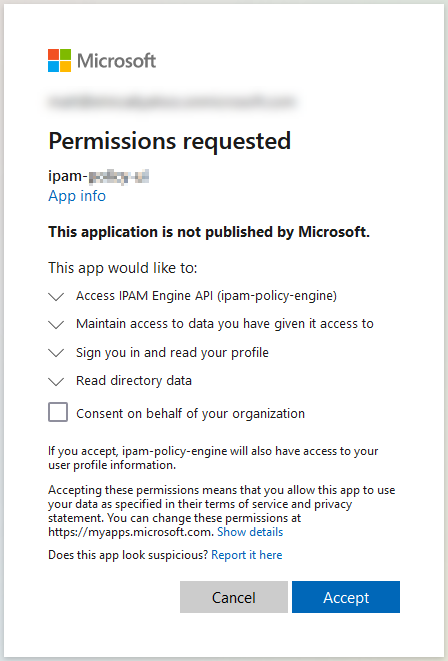 Microsoft
Permissions requested
ipam-
App info
This application is not published by Microsoft.
This app would like to:
Access IPAM Engine API (ipam-policy-engine)
Maintain access to data you have given it access to
Sign you in and read your profile
Read directory data
Consent on behalf of your organization
If you accept, ipam-policy-engine will also have access to your
user profile information.
Accepting these permissions means that you allow this app to use
your data as specified in their terms of service and privacy
statement. You can change these permissions at
https://myapps.microsoft.com. Show details
Does this app look suspicious? Report it here
Cancel Accept